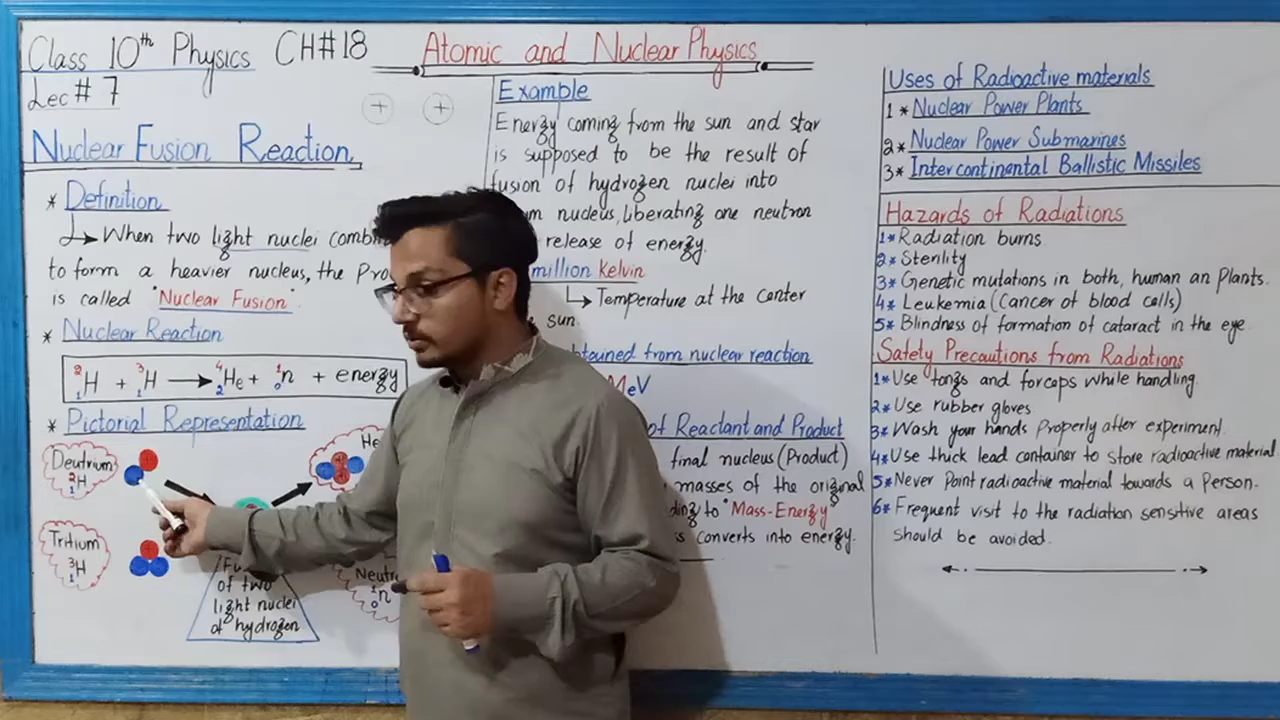 Class 10th Physics CH#18
Lec # 7
Atomic and Nuclear Physics
Nuclear Fusion Reaction
* Definition
→ When two light nuclei combin
to form a heavier nucleus, the Pro
is called "Nuclear Fusion".
* Nuclear Reaction
²₁H + ³₁H → ⁴₂He + ¹₀n + energy
* Pictorial Representation
Deutrium
²₁H
Tritium
³₁H
He
of two
light nuclei
of hydrogen
Neutr
¹₀n
+ +
Example
Energy coming from the sun and star
is supposed to be the result of
fusion of hydrogen nuclei into
nucleus, liberating one neutron
release of energy.
million kelvin
→ Temperature at the center
sun.
btained from nuclear reaction
MeV
of Reactant and Product
final nucleus (Product)
masses of the original
ding to "Mass-Energy"
converts into energy.
Uses of Radioactive materials
1* Nuclear Power Plants
2* Nuclear Power Submarines
3* Intercontinental Ballistic Missiles
Hazards of Radiations
1* Radiation burns
2* Sterility
3* Genetic mutations in both, human an Plants.
4* Leukemia (Cancer of blood cells)
5* Blindness of formation of cataract in the eye
Safety Precautions from Radiations
1* Use tongs and forceps while handling.
2* Use rubber gloves
3* Wash your hands Properly after experiment.
4* Use thick lead container to store radioactive material
5* Never Point radioactive material towards a Person.
6* Frequent visit to the radiation sensitive areas
should be avoided.